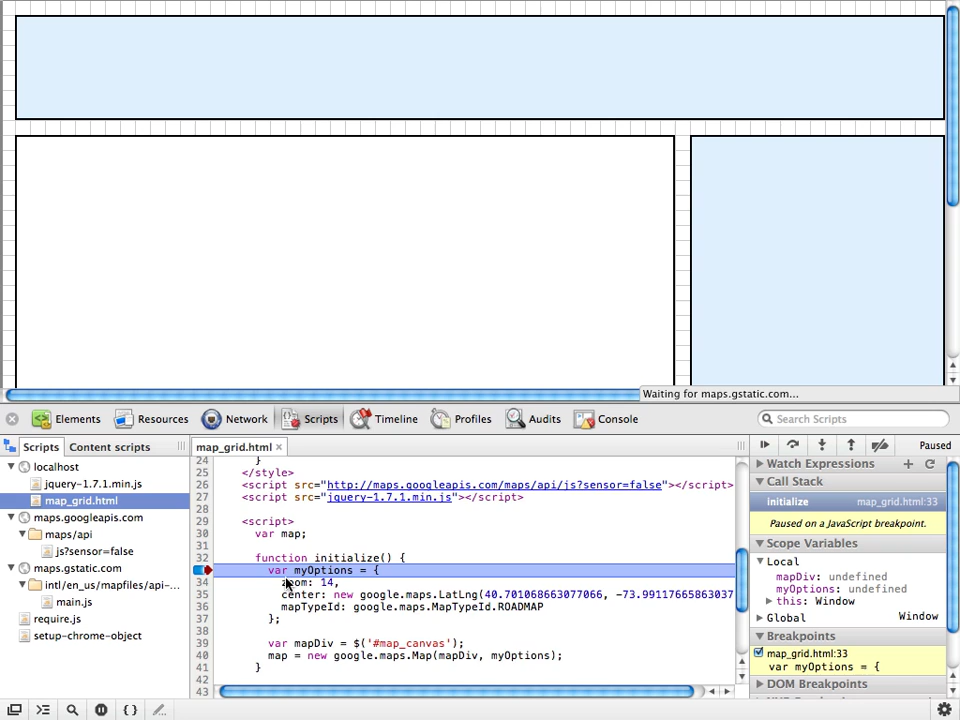 Waiting for maps.gstatic.com...
Elements Resources Network Scripts Timeline Profiles Audits Console Search Scripts
Scripts Content scripts
localhost
jquery-1.7.1.min.js
map_grid.html
maps.googleapis.com
maps/api
js?sensor=false
maps.gstatic.com
intl/en_us/mapfiles/api-...
main.js
require.js
setup-chrome-object
map_grid.html ×
24 }
25 </style>
26 <script src="http://maps.googleapis.com/maps/api/js?sensor=false"></script>
27 <script src="jquery-1.7.1.min.js"></script>
28
29 <script>
30 var map;
31
32 function initialize() {
var myOptions = {
34 zoom: 14,
35 center: new google.maps.LatLng(40.701068663077066, -73.99117665863037
36 mapTypeId: google.maps.MapTypeId.ROADMAP
37 };
38
39 var mapDiv = $('#map_canvas');
40 map = new google.maps.Map(mapDiv, myOptions);
41 }
42
43
Paused
Watch Expressions
Call Stack
initialize map_grid.html:33
Paused on a JavaScript breakpoint.
Scope Variables
Local
mapDiv: undefined
myOptions: undefined
this: Window
Global Window
Breakpoints
map_grid.html:33
var myOptions = {
DOM Breakpoints